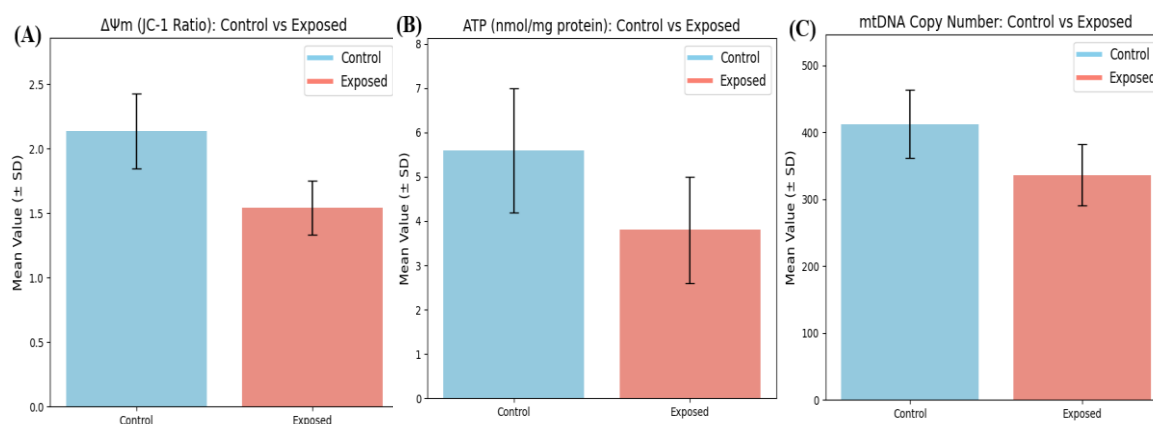 (A)
ΔΨm (JC-1 Ratio): Control vs Exposed
Control
Exposed
Mean Value (± SD)
2.5
2.0
1.5
1.0
0.5
0.0
Control
Exposed
(B)
ATP (nmol/mg protein): Control vs Exposed
Control
Exposed
Mean Value (± SD)
8
7
6
5
4
3
2
1
0
Control
Exposed
(C)
mtDNA Copy Number: Control vs Exposed
Control
Exposed
Mean Value (± SD)
500
400
300
200
100
0
Control
Exposed